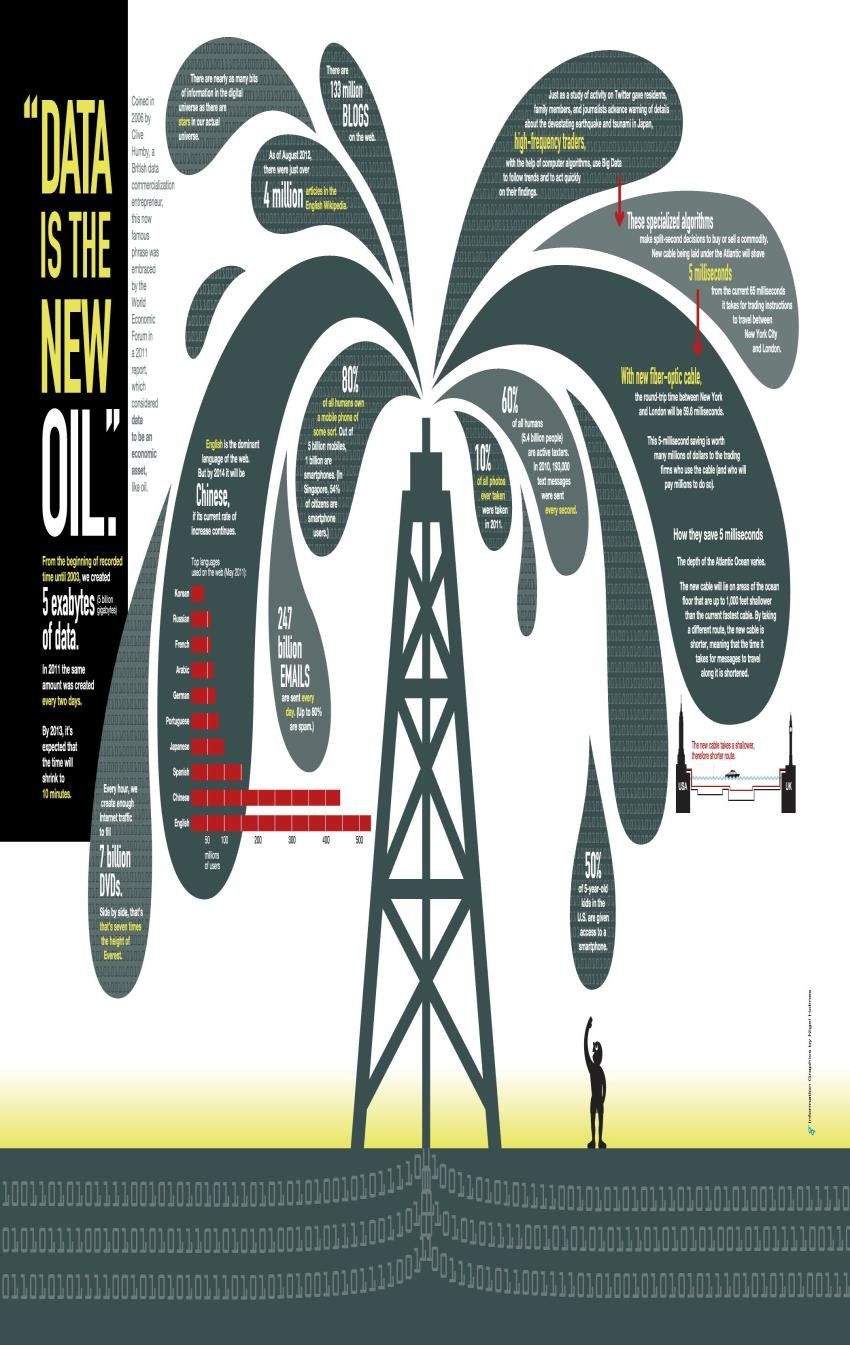 “DATA
IS THE
NEW
OIL.”
Coined in
2006 by
Clive
Humby, a
British data
commercialization
entrepreneur,
this now
famous
phrase was
embraced
by the
World
Economic
Forum in
a 2011
report,
which
considered
data
to be an
economic
asset,
like oil.
From the beginning of recorded
time until 2003, we created
5 exabytes (5 billion
gigabytes)
of data.
In 2011 the same
amount was created
every two days.
By 2013, it's
expected that
the time will
shrink to
10 minutes.
Every hour, we
create enough
Internet traffic
to fill
7 billion
DVDs.
Side by side, that's
that's seven times
the height of
Everest.
There are nearly as many bits
of information in the digital
universe as there are
stars in our actual
universe.
There are
133 million
BLOGS
on the web.
As of August 2012,
there were just over
4 million articles in the
English Wikipedia.
English is the dominant
language of the web.
But by 2014 it will be
Chinese,
if its current rate of
increase continues.
Top languages
used on the web (May 2011):
Korean
Russian
French
Arabic
German
Portuguese
Japanese
Spanish
Chinese
English
50 100 200 300 400 500
millions
of users
80%
of all humans own
a mobile phone of
some sort. Out of
5 billion mobiles,
1 billion are
smartphones. (In
Singapore, 54%
of citizens are
smartphone
users.)
247
billion
EMAILS
are sent every
day. (Up to 80%
are spam.)
10%
of all photos
ever taken
were taken
in 2011.
60%
of all humans
(5.4 billion people)
are active texters.
In 2010, 193,000
text messages
were sent
every second.
50%
of 5-year-old
kids in the
U.S. are given
access to a
smartphone.
Just as a study of activity on Twitter gave residents,
family members, and journalists advance warning of details
about the devastating earthquake and tsunami in Japan,
high-frequency traders,
with the help of computer algorithms, use Big Data
to follow trends and to act quickly
on their findings.
These specialized algorithms
make split-second decisions to buy or sell a commodity.
New cable being laid under the Atlantic will shave
5 milliseconds
from the current 65 milliseconds
it takes for trading instructions
to travel between
New York City
and London.
With new fiber-optic cable,
the round-trip time between New York
and London will be 59.6 milliseconds.
This 5-millisecond saving is worth
many millions of dollars to the trading
firms who use the cable (and who will
pay millions to do so).
How they save 5 milliseconds
The depth of the Atlantic Ocean varies.
The new cable will lie on areas of the ocean
floor that are up to 1,000 feet shallower
than the current fastest cable. By taking
a different route, the new cable is
shorter, meaning that the time it
takes for messages to travel
along it is shortened.
The new cable takes a shallower,
therefore shorter route.
USA
UK
Information Graphics by Nigel Holmes